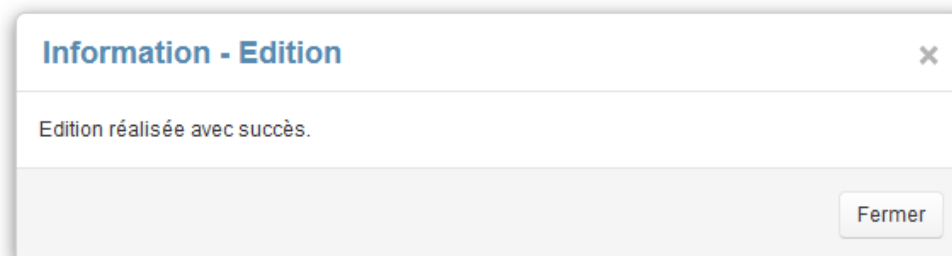 Information - Edition
×
Edition réalisée avec succès.
Fermer